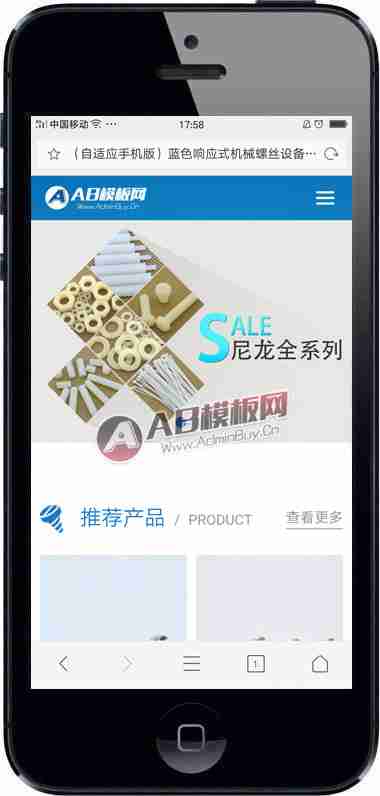 中国移动 ··· 17:58
（自适应手机版）蓝色响应式机械螺丝设备···
AB模板网
Www.AdminBuy.Cn
SALE
尼龙全系列
AB模板网
Www.AdminBuy.Cn
推荐产品 / PRODUCT 查看更多
1